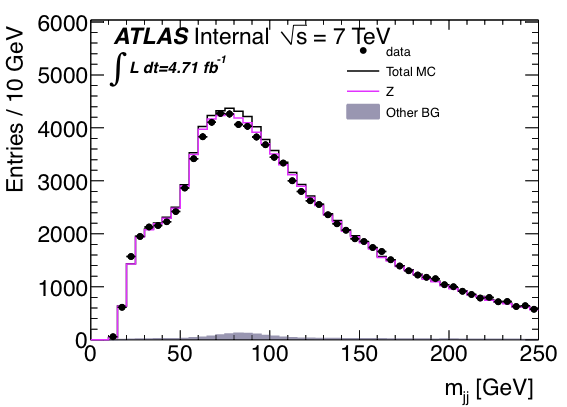 6000
5000
4000
3000
2000
1000
0
Entries / 10 GeV
ATLAS Internal √s = 7 TeV
∫ L dt=4.71 fb⁻¹
data
Total MC
Z
Other BG
0 50 100 150 200 250
m_jj [GeV]